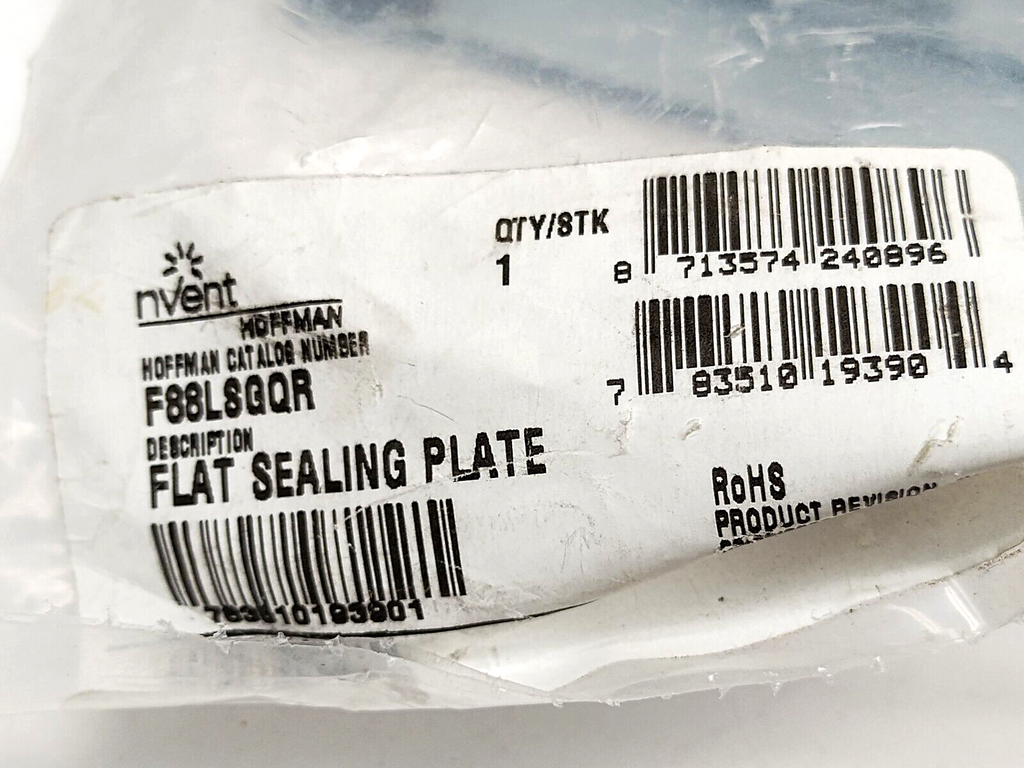 nvent
HOFFMAN
HOFFMAN CATALOG NUMBER
F88LSGQR
DESCRIPTION
FLAT SEALING PLATE
QTY/STK
1
8 713574 240896
7 83510 19390 4
RoHS
PRODUCT REVISION